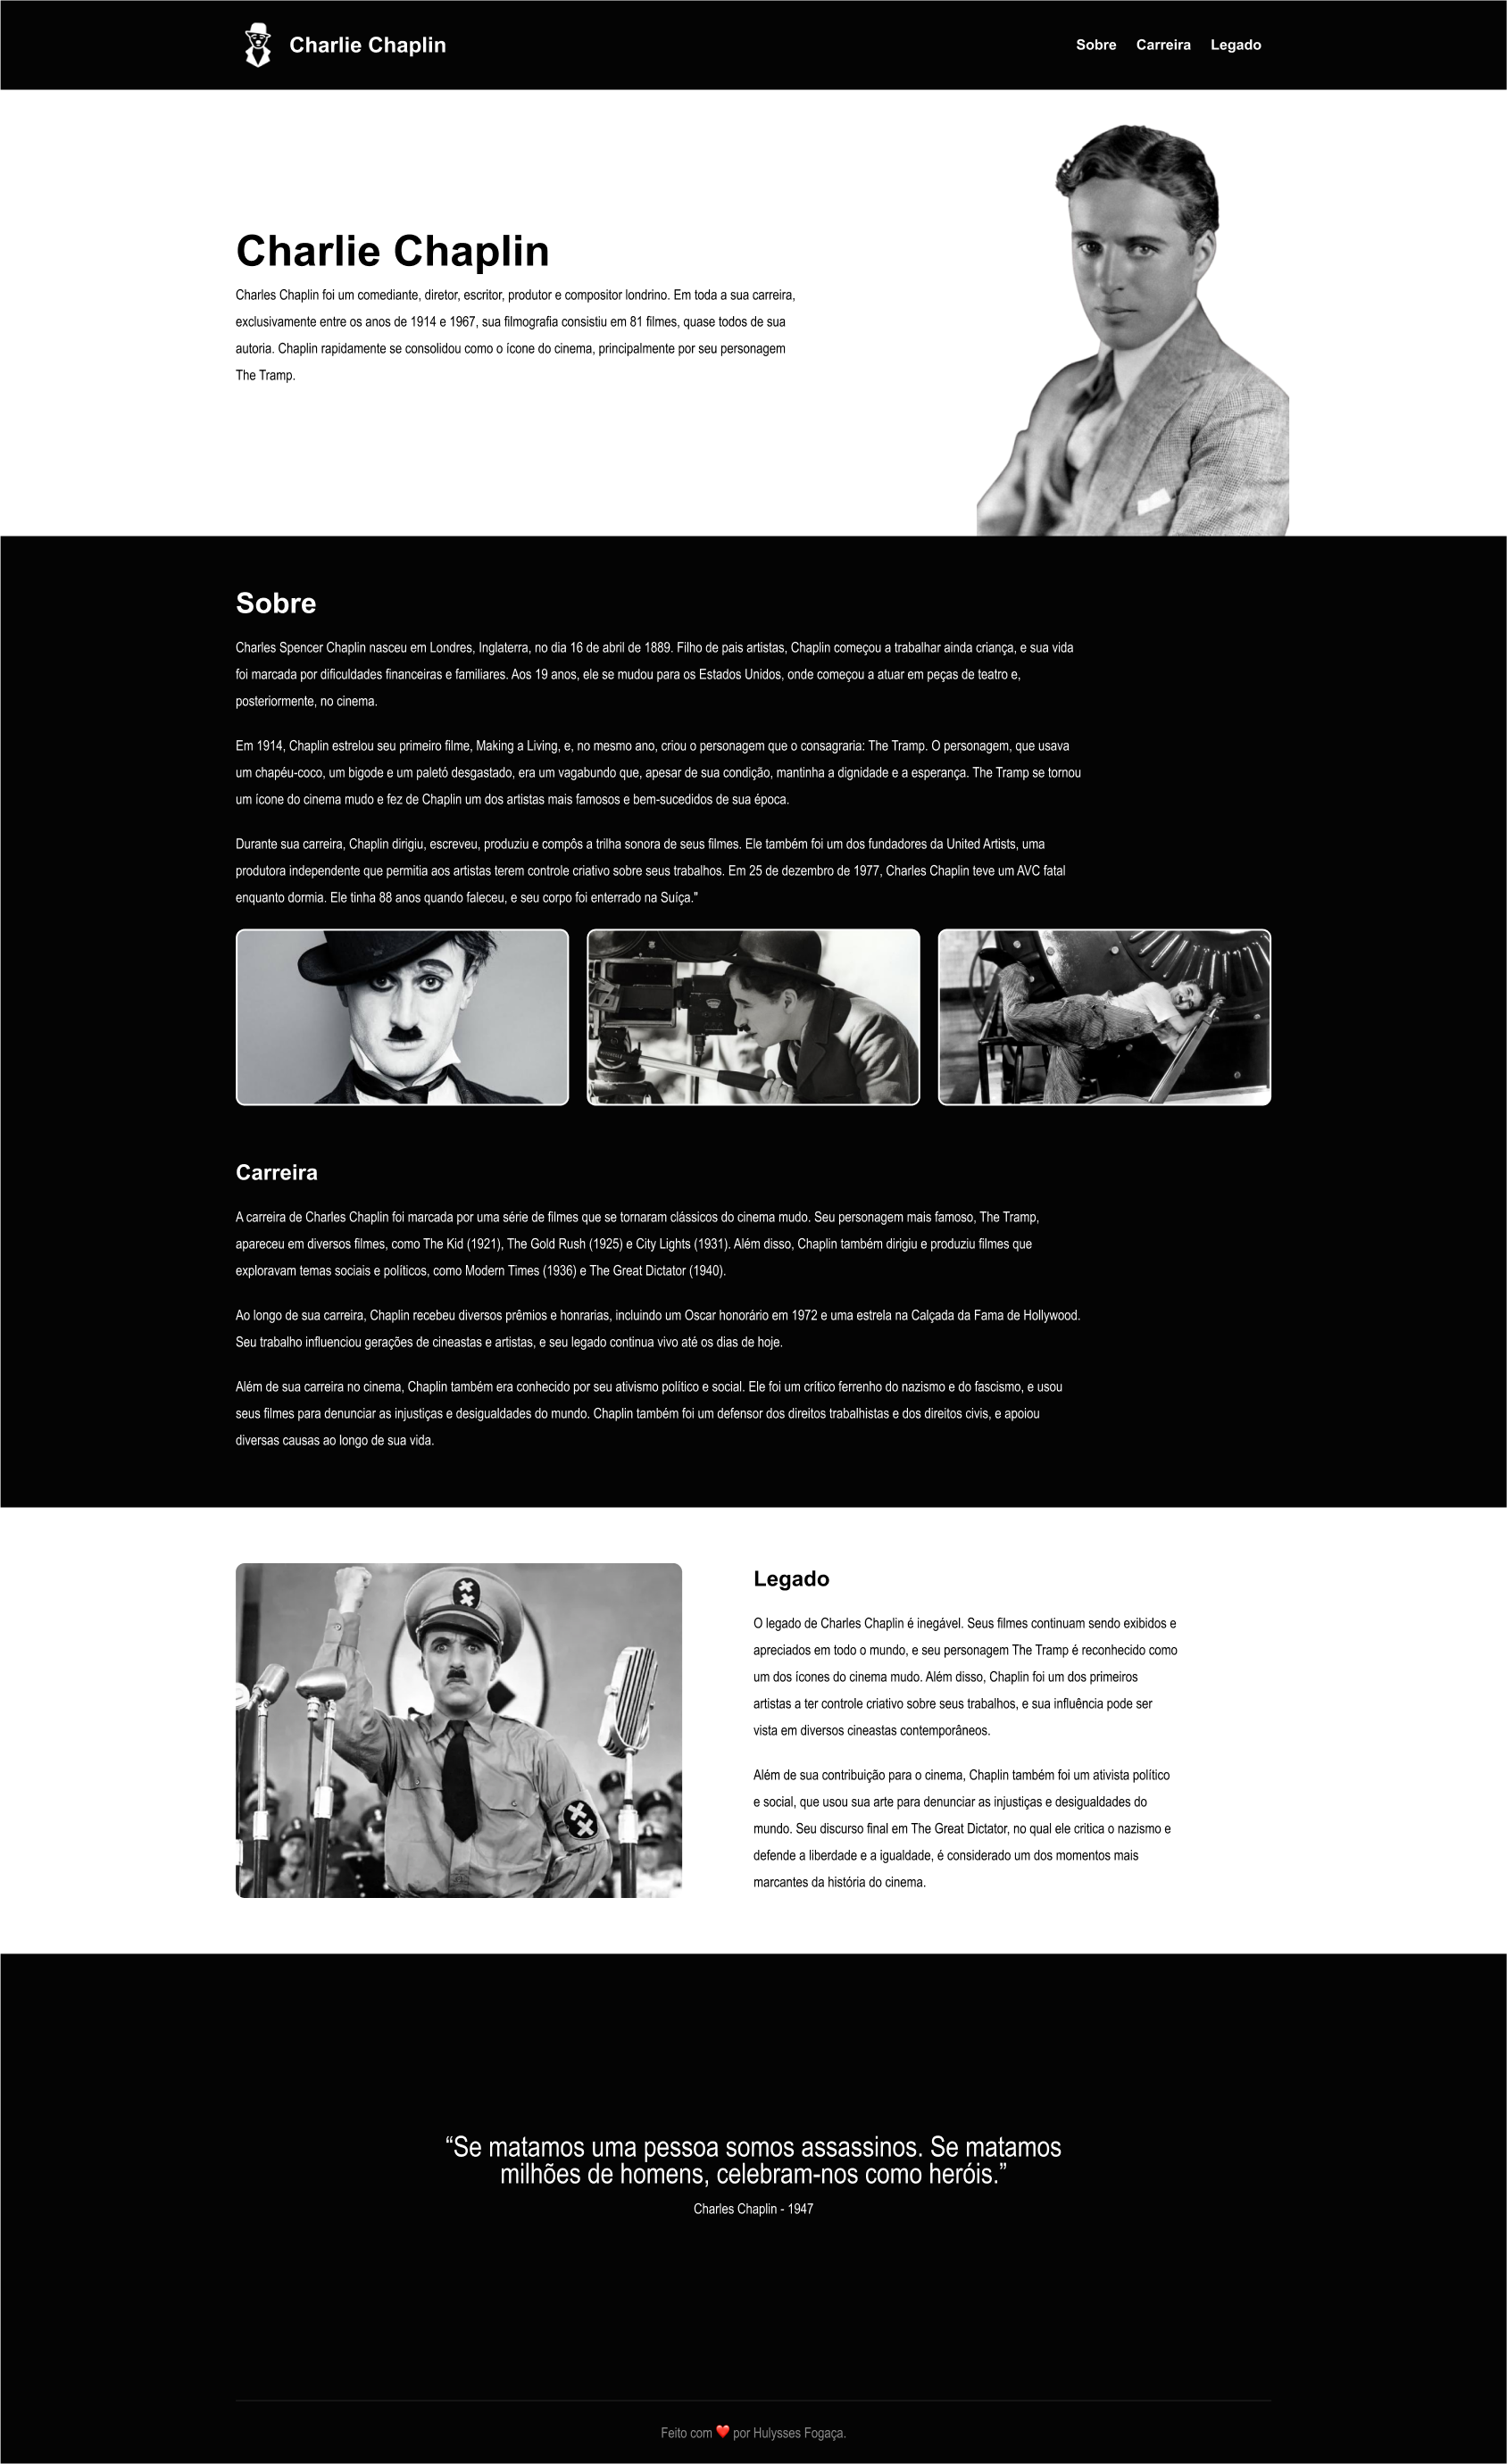 Charlie Chaplin
Sobre Carreira Legado
Charlie Chaplin
Charles Chaplin foi um comediante, diretor, escritor, produtor e compositor londrino. Em toda a sua carreira,
exclusivamente entre os anos de 1914 e 1967, sua filmografia consistiu em 81 filmes, quase todos de sua
autoria. Chaplin rapidamente se consolidou como o ícone do cinema, principalmente por seu personagem
The Tramp.
Sobre
Charles Spencer Chaplin nasceu em Londres, Inglaterra, no dia 16 de abril de 1889. Filho de pais artistas, Chaplin começou a trabalhar ainda criança, e sua vida
foi marcada por dificuldades financeiras e familiares. Aos 19 anos, ele se mudou para os Estados Unidos, onde começou a atuar em peças de teatro e,
posteriormente, no cinema.
Em 1914, Chaplin estrelou seu primeiro filme, Making a Living, e, no mesmo ano, criou o personagem que o consagraria: The Tramp. O personagem, que usava
um chapéu-coco, um bigode e um paletó desgastado, era um vagabundo que, apesar de sua condição, mantinha a dignidade e a esperança. The Tramp se tornou
um ícone do cinema mudo e fez de Chaplin um dos artistas mais famosos e bem-sucedidos de sua época.
Durante sua carreira, Chaplin dirigiu, escreveu, produziu e compôs a trilha sonora de seus filmes. Ele também foi um dos fundadores da United Artists, uma
produtora independente que permitia aos artistas terem controle criativo sobre seus trabalhos. Em 25 de dezembro de 1977, Charles Chaplin teve um AVC fatal
enquanto dormia. Ele tinha 88 anos quando faleceu, e seu corpo foi enterrado na Suíça."
Carreira
A carreira de Charles Chaplin foi marcada por uma série de filmes que se tornaram clássicos do cinema mudo. Seu personagem mais famoso, The Tramp,
apareceu em diversos filmes, como The Kid (1921), The Gold Rush (1925) e City Lights (1931). Além disso, Chaplin também dirigiu e produziu filmes que
exploravam temas sociais e políticos, como Modern Times (1936) e The Great Dictator (1940).
Ao longo de sua carreira, Chaplin recebeu diversos prêmios e honrarias, incluindo um Oscar honorário em 1972 e uma estrela na Calçada da Fama de Hollywood.
Seu trabalho influenciou gerações de cineastas e artistas, e seu legado continua vivo até os dias de hoje.
Além de sua carreira no cinema, Chaplin também era conhecido por seu ativismo político e social. Ele foi um crítico ferrenho do nazismo e do fascismo, e usou
seus filmes para denunciar as injustiças e desigualdades do mundo. Chaplin também foi um defensor dos direitos trabalhistas e dos direitos civis, e apoiou
diversas causas ao longo de sua vida.
Legado
O legado de Charles Chaplin é inegável. Seus filmes continuam sendo exibidos e
apreciados em todo o mundo, e seu personagem The Tramp é reconhecido como
um dos ícones do cinema mudo. Além disso, Chaplin foi um dos primeiros
artistas a ter controle criativo sobre seus trabalhos, e sua influência pode ser
vista em diversos cineastas contemporâneos.
Além de sua contribuição para o cinema, Chaplin também foi um ativista político
e social, que usou sua arte para denunciar as injustiças e desigualdades do
mundo. Seu discurso final em The Great Dictator, no qual ele critica o nazismo e
defende a liberdade e a igualdade, é considerado um dos momentos mais
marcantes da história do cinema.
“Se matamos uma pessoa somos assassinos. Se matamos
milhões de homens, celebram-nos como heróis.”
Charles Chaplin - 1947
Feito com ❤️ por Hulysses Fogaça.